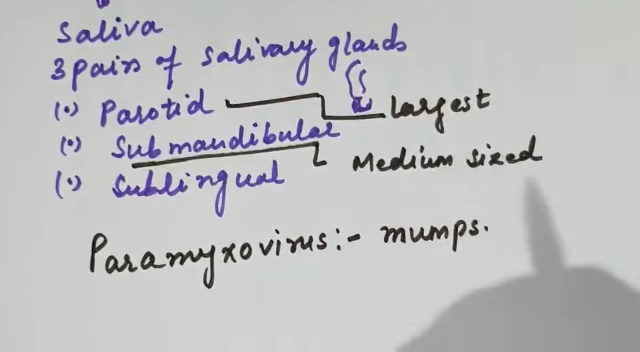 Saliva
3 pairs of salivary glands
(•) Parotid largest
(•) Submandibular
Medium sized
(•) Sublingual
Paramyxovirus:- mumps.